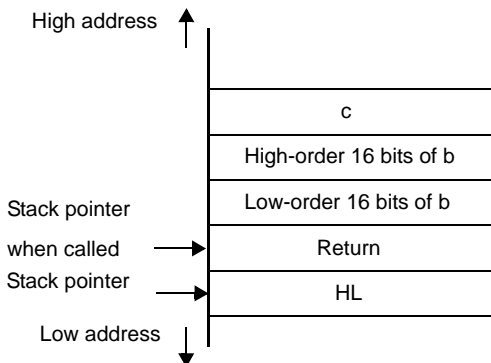 High address
c
High-order 16 bits of b
Low-order 16 bits of b
Stack pointer
when called
Return
Stack pointer
HL
Low address